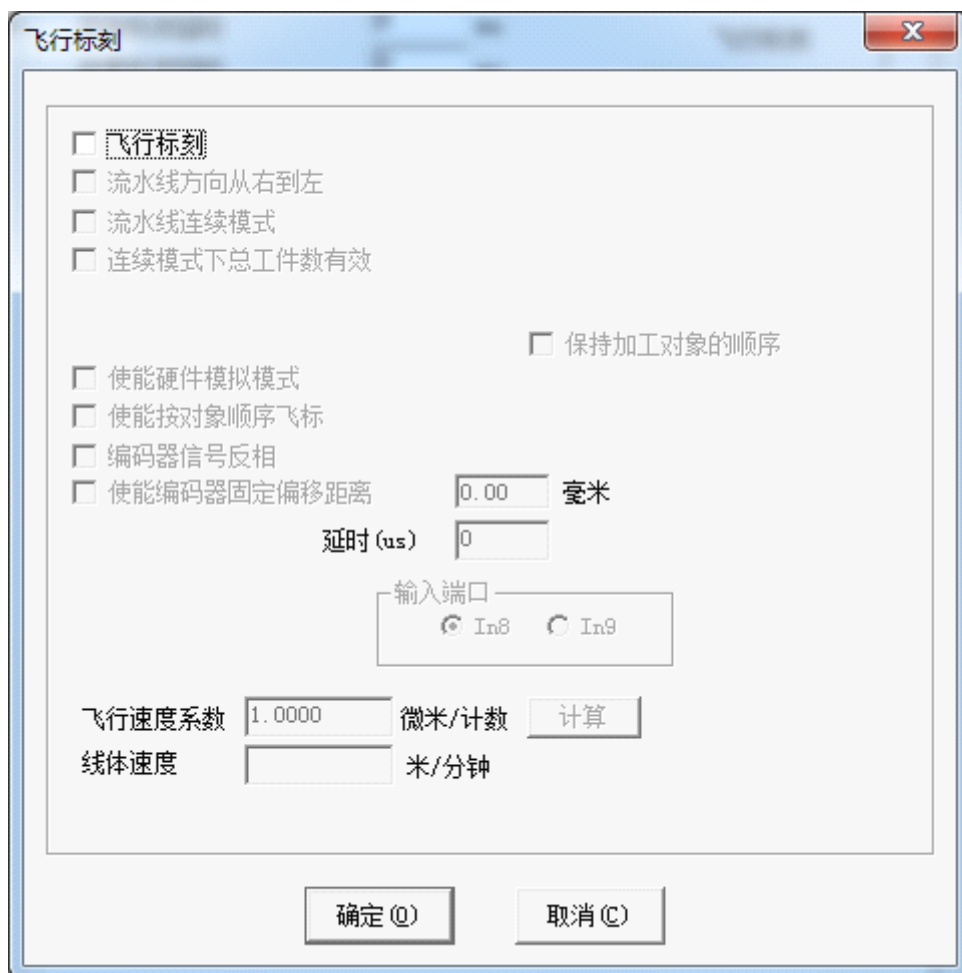 飞行标刻
飞行标刻
流水线方向从右到左
流水线连续模式
连续模式下总工件数有效
保持加工对象的顺序
使能硬件模拟模式
使能按对象顺序飞标
编码器信号反相
使能编码器固定偏移距离 0.00 毫米
延时(us) 0
输入端口
In8 In9
飞行速度系数 1.0000 微米/计数 计算
线体速度 米/分钟
确定(O) 取消(C)